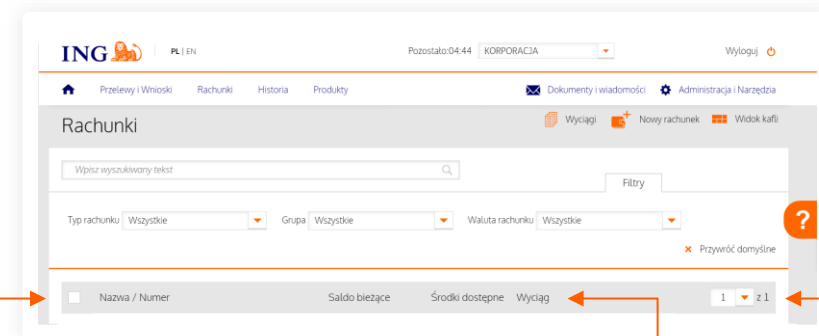 ING PL | EN Pozostało:04:44 KORPORACJA Wyloguj
Przelewy i Wnioski Rachunki Historia Produkty Dokumenty i wiadomości Administracja i Narzędzia
Rachunki Wyciągi Nowy rachunek Widok kafli
Wpisz wyszukiwany tekst
Filtry
Typ rachunku Wszystkie Grupa Wszystkie Waluta rachunku Wszystkie
?
× Przywróć domyślne
Nazwa / Numer Saldo bieżące Środki dostępne Wyciąg 1 z 1